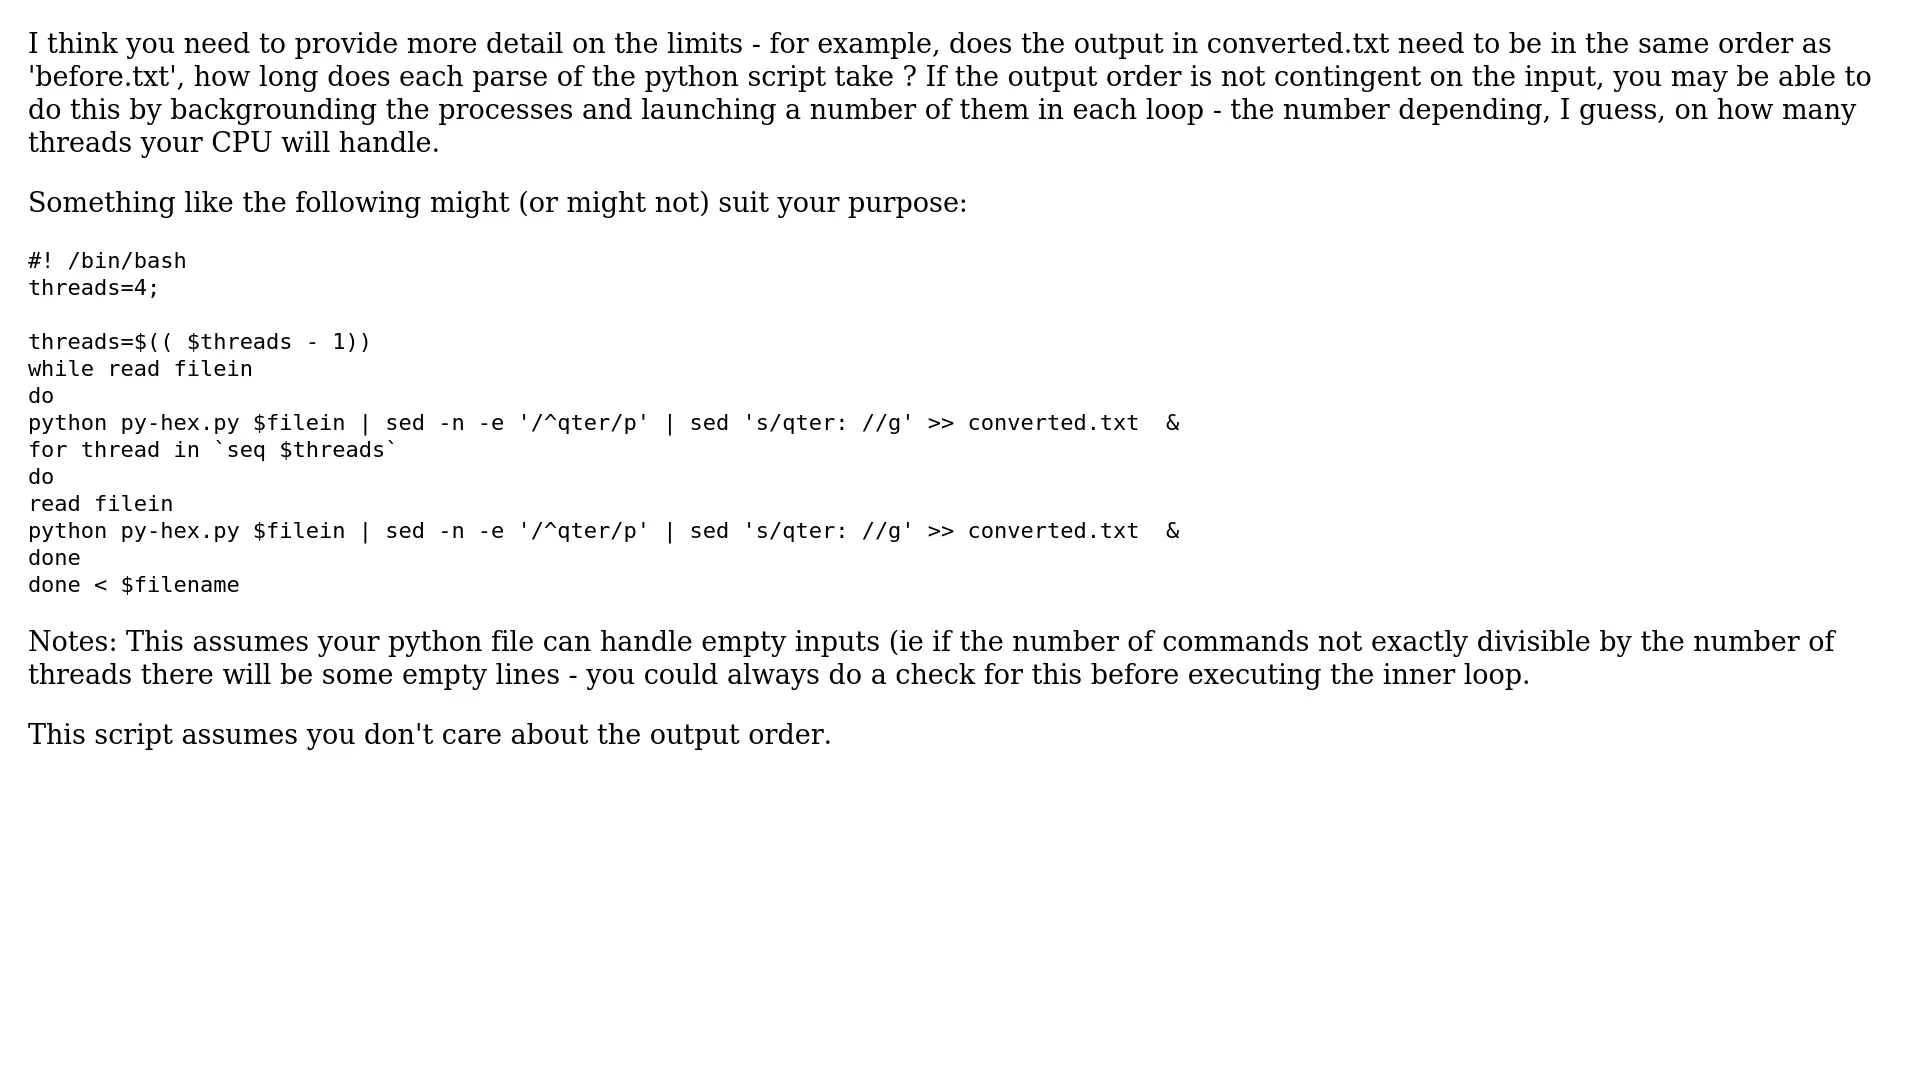 I think you need to provide more detail on the limits - for example, does the output in converted.txt need to be in the same order as
'before.txt', how long does each parse of the python script take ? If the output order is not contingent on the input, you may be able to
do this by backgrounding the processes and launching a number of them in each loop - the number depending, I guess, on how many
threads your CPU will handle.
Something like the following might (or might not) suit your purpose:
#! /bin/bash
threads=4;
threads=$(( $threads - 1))
while read filein
do
python py-hex.py $filein | sed -n -e '/^qter/p' | sed 's/qter: //g' >> converted.txt  &
for thread in `seq $threads`
do
read filein
python py-hex.py $filein | sed -n -e '/^qter/p' | sed 's/qter: //g' >> converted.txt  &
done
done < $filename
Notes: This assumes your python file can handle empty inputs (ie if the number of commands not exactly divisible by the number of
threads there will be some empty lines - you could always do a check for this before executing the inner loop.
This script assumes you don't care about the output order.